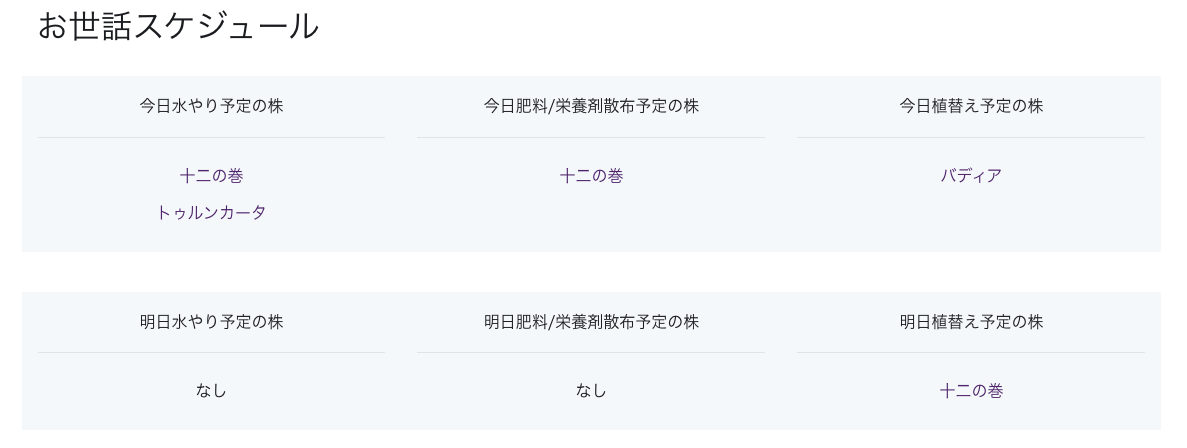 お世話スケジュール
今日水やり予定の株
今日肥料/栄養剤散布予定の株
今日植替え予定の株
十二の巻
十二の巻
バディア
トゥルンカータ
明日水やり予定の株
明日肥料/栄養剤散布予定の株
明日植替え予定の株
なし
なし
十二の巻